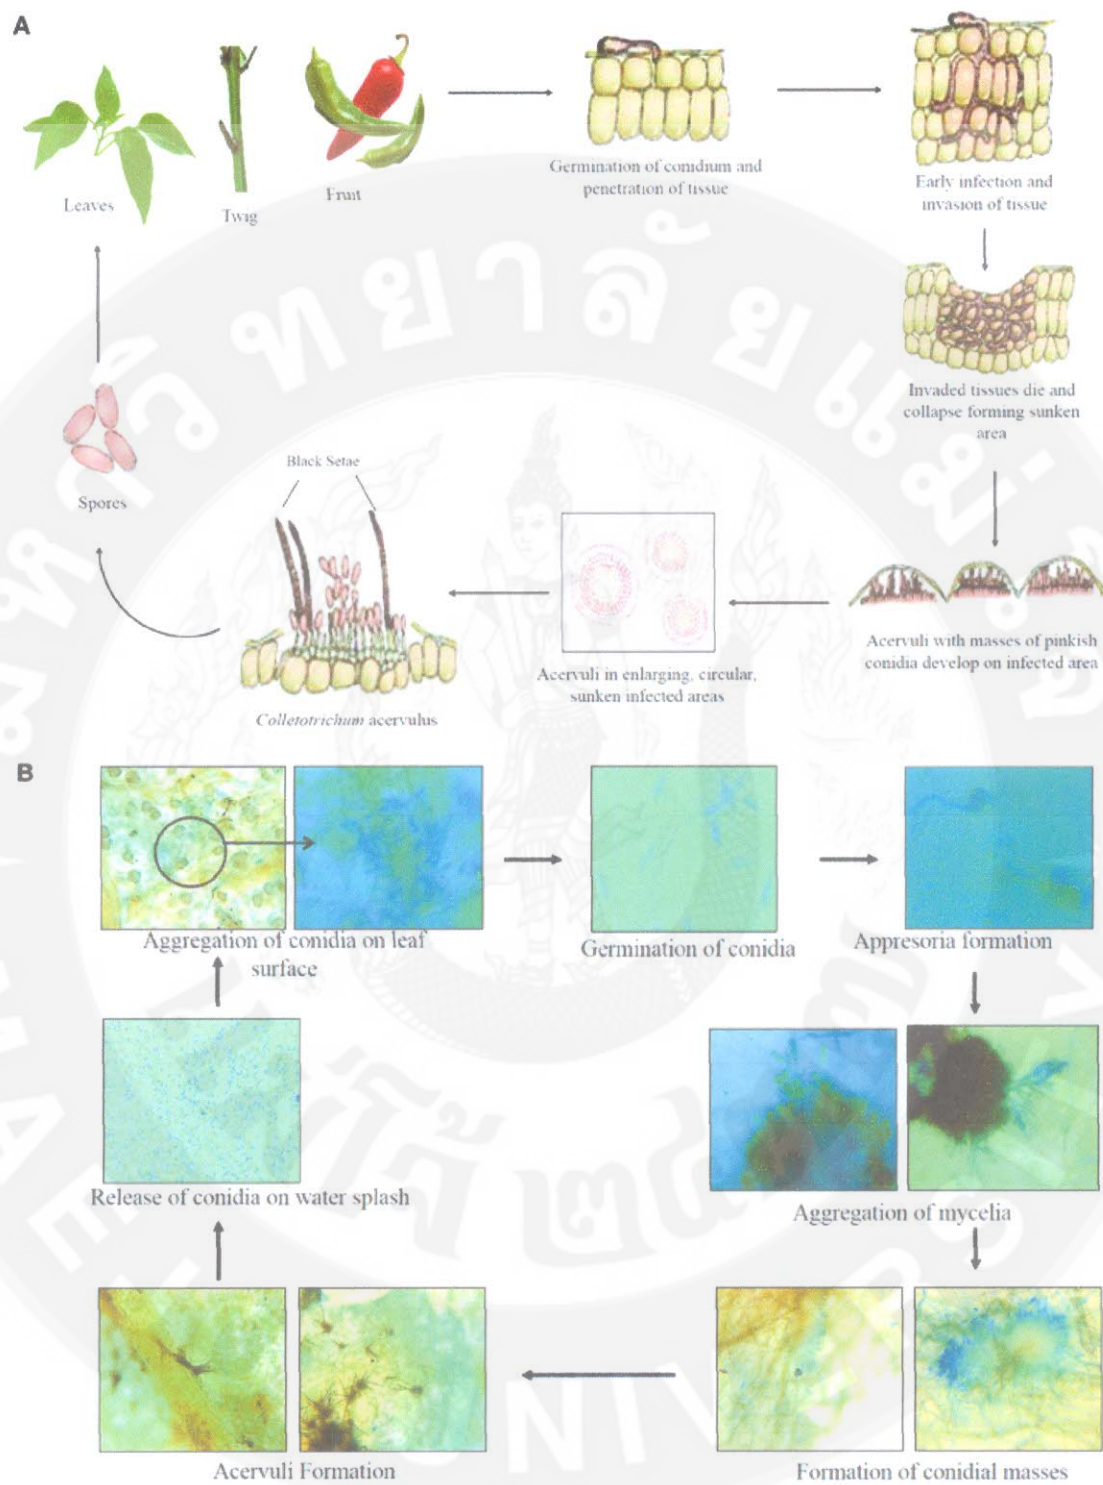 A
Leaves
Twig
Fruit
Germination of conidium and
penetration of tissue
Early infection and
invasion of tissue
Invaded tissues die and
collapse forming sunken
area
Spores
Black Setae
Colletotrichum acervulus
Acervuli in enlarging, circular,
sunken infected areas
Acervuli with masses of pinkish
conidia develop on infected area
B
Aggregation of conidia on leaf
surface
Germination of conidia
Appresoria formation
Release of conidia on water splash
Aggregation of mycelia
Acervuli Formation
Formation of conidial masses